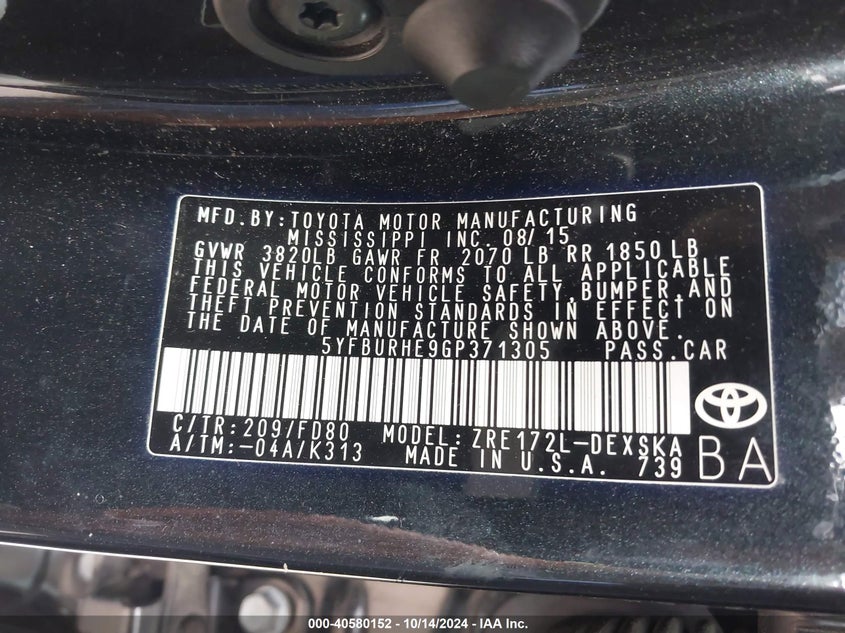 MFD.BY:TOYOTA MOTOR MANUFACTURING
MISSISSIPPI INC. 08/15
GVWR 3820LB GAWR FR 2070 LB RR 1850 LB
THIS VEHICLE CONFORMS TO ALL APPLICABLE
FEDERAL MOTOR VEHICLE SAFETY,BUMPER,AND
THEFT PREVENTION STANDARDS IN EFFECT ON
THE DATE OF MANUFACTURE SHOWN ABOVE.
5YFBURHE9GP371305 PASS.CAR
C/TR:209/FD80 MODEL:ZRE172L-DEXSKA
A/TM:-04A/K313 MADE IN U.S.A. 739
BA
000-40580152 - 10/14/2024 - © IAA, Inc.